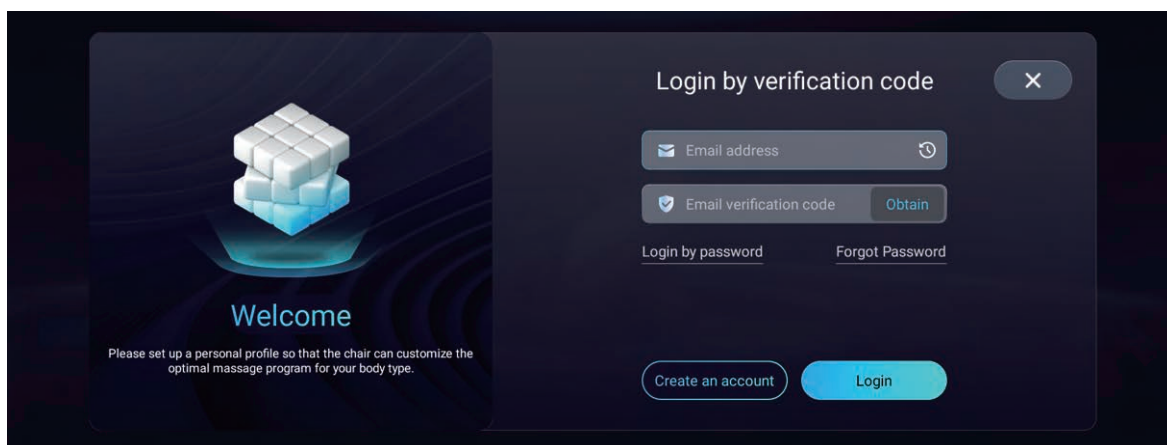 Login by verification code
Email address
Email verification code
Obtain
Login by password
Forgot Password
Welcome
Please set up a personal profile so that the chair can customize the
optimal massage program for your body type.
Create an account
Login